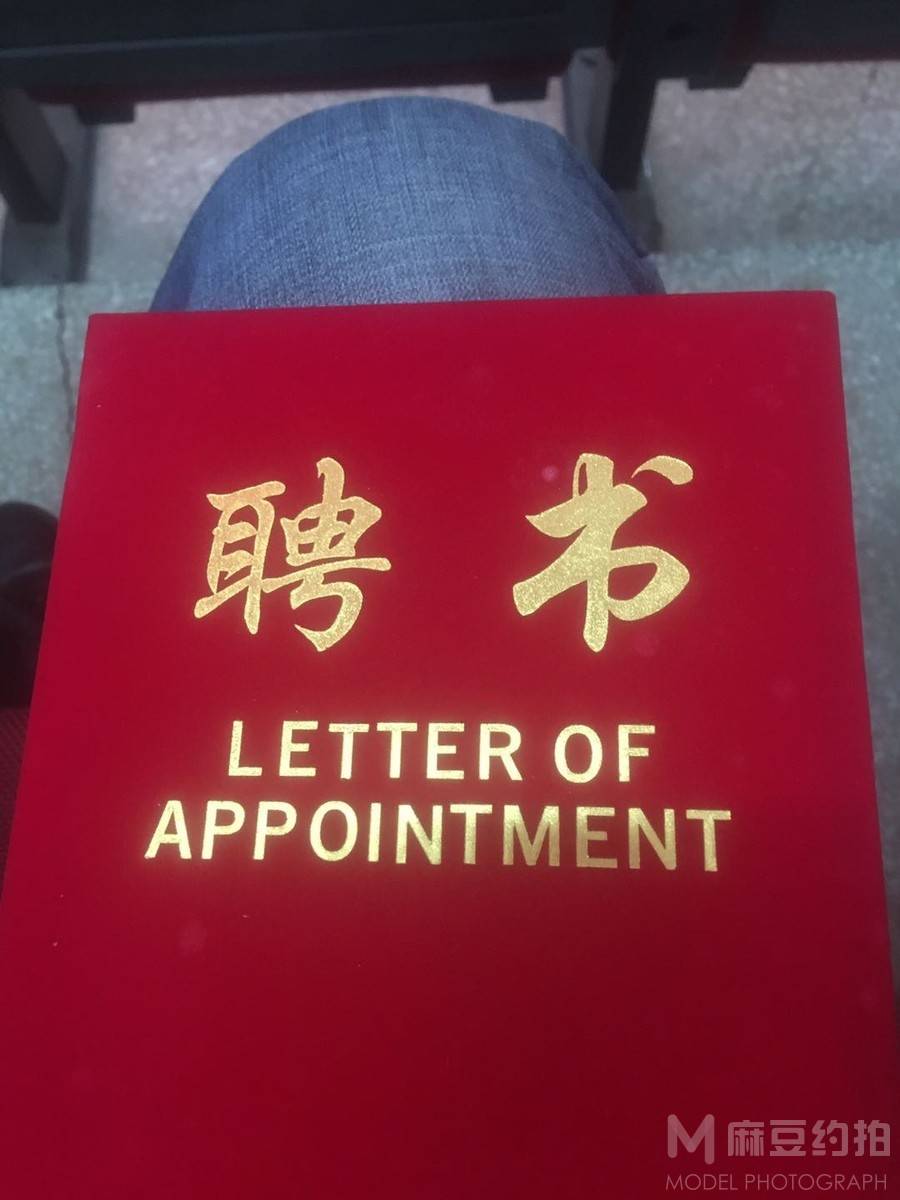 聘书
LETTER OF
APPOINTMENT
M 麻豆约拍
MODEL PHOTOGRAPH